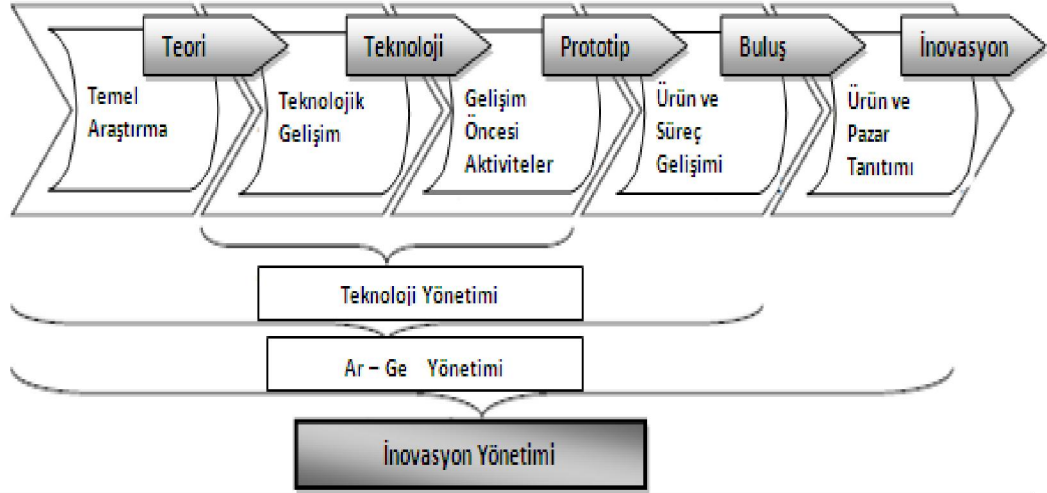 Teori
Teknoloji
Prototip
Buluş
İnovasyon
Temel
Araştırma
Teknolojik
Gelişim
Gelişim
Öncesi
Aktiviteler
Ürün ve
Süreç
Gelişimi
Ürün ve
Pazar
Tanıtımı
Teknoloji Yönetimi
Ar – Ge Yönetimi
İnovasyon Yönetimi